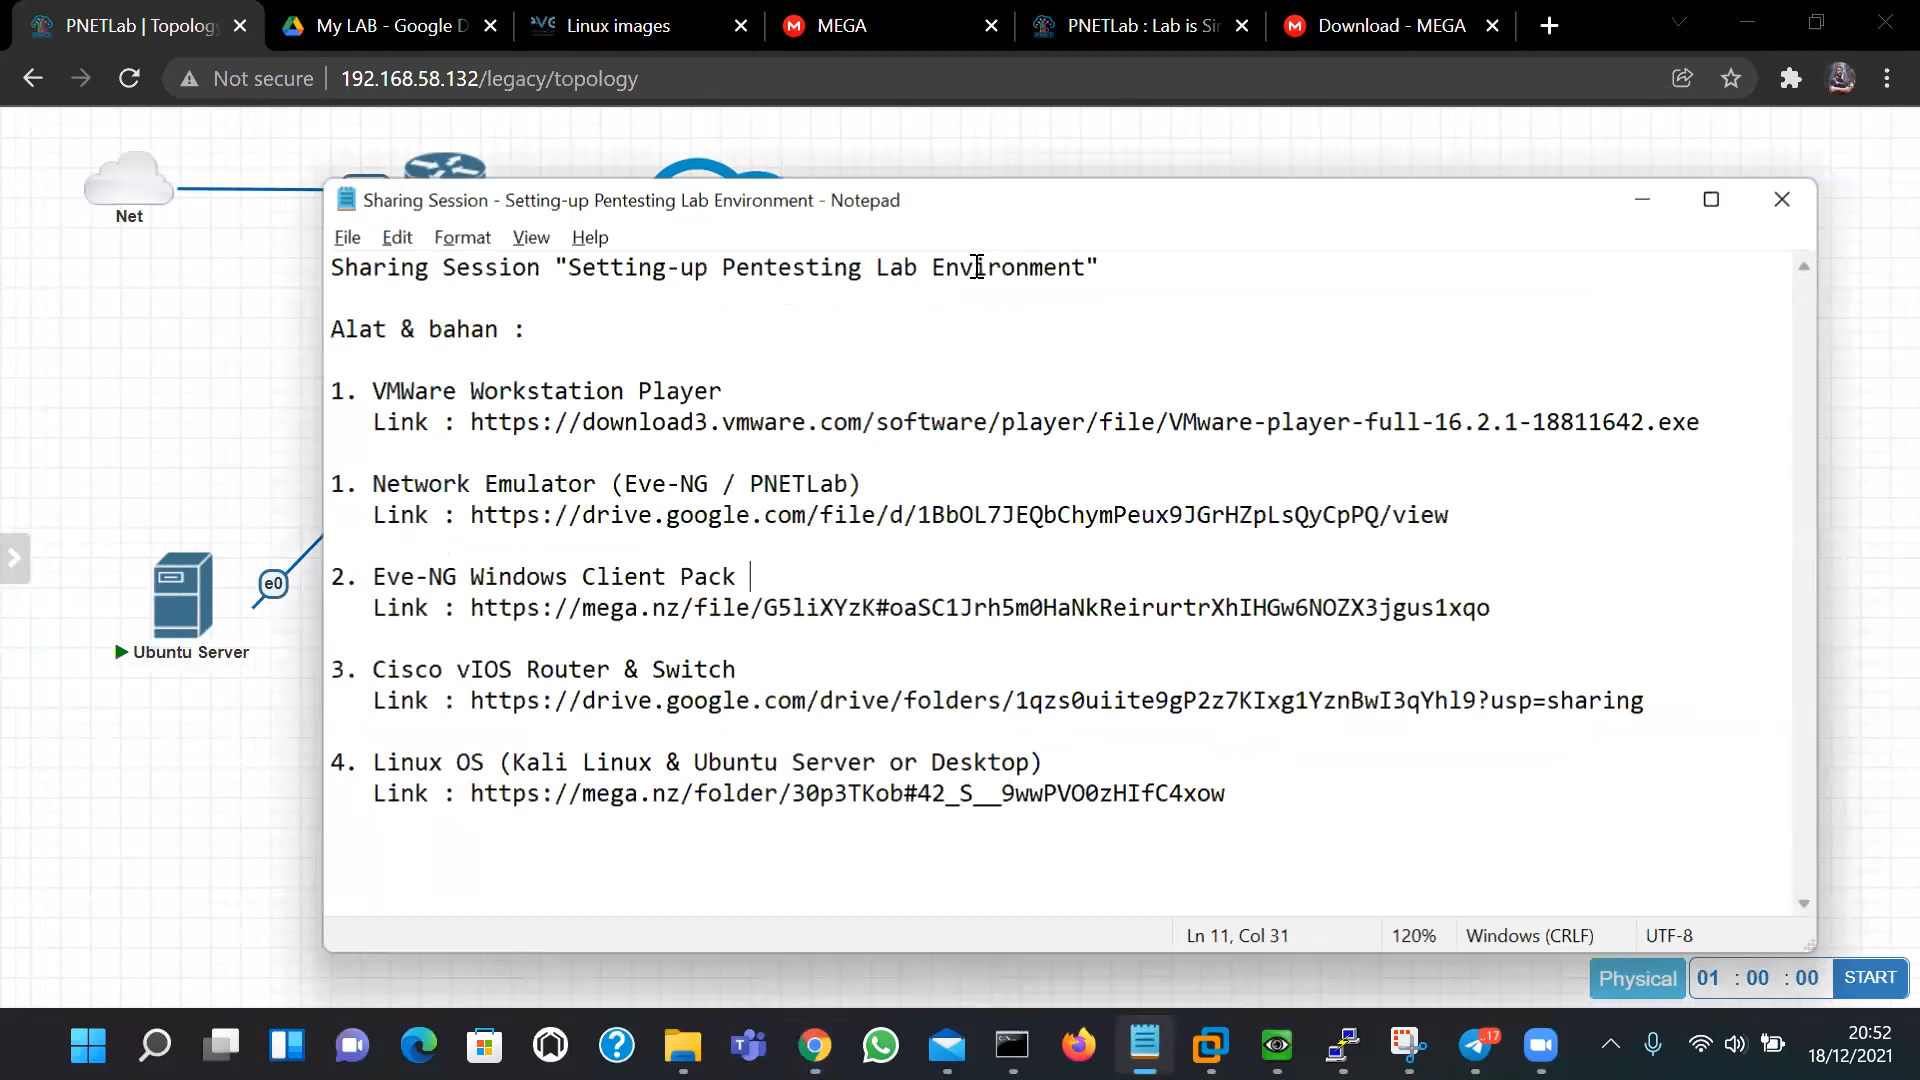 PNETLab | Topology
My LAB - Google D
Linux images
MEGA
PNETLab : Lab is Sir
Download - MEGA
Not secure
192.168.58.132/legacy/topology
Net
Sharing Session - Setting-up Pentesting Lab Environment - Notepad
File Edit Format View Help
Sharing Session "Setting-up Pentesting Lab Environment"
Alat & bahan :
1. VMWare Workstation Player
Link : https://download3.vmware.com/software/player/file/VMware-player-full-16.2.1-18811642.exe
1. Network Emulator (Eve-NG / PNETLab)
Link : https://drive.google.com/file/d/1BbOL7JEQbChymPeux9JGrHZpLsQyCpPQ/view
2. Eve-NG Windows Client Pack
Link : https://mega.nz/file/G5liXYzK#oaSC1Jrh5m0HaNkReirurtrXhIHGw6NOZX3jgus1xqo
3. Cisco vIOS Router & Switch
Link : https://drive.google.com/drive/folders/1qzs0uiite9gP2z7KIxg1YznBwI3qYhl9?usp=sharing
4. Linux OS (Kali Linux & Ubuntu Server or Desktop)
Link : https://mega.nz/folder/30p3TKob#42_S__9wwPVO0zHIfC4xow
e0
Ubuntu Server
Ln 11, Col 31
120%
Windows (CRLF)
UTF-8
Physical
01 : 00 : 00
START
..17
20:52
18/12/2021